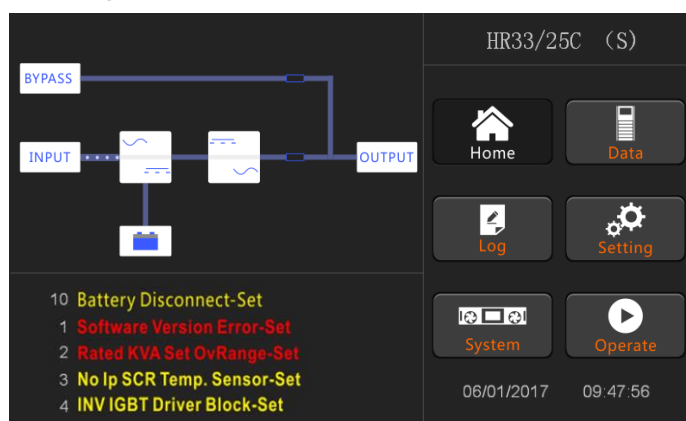 HR33/25C （S）
BYPASS
INPUT
OUTPUT
Home
Data
Log
Setting
System
Operate
10 Battery Disconnect-Set
1 Software Version Error-Set
2 Rated KVA Set OvRange-Set
3 No Ip SCR Temp. Sensor-Set
4 INV IGBT Driver Block-Set
06/01/2017 09:47:56